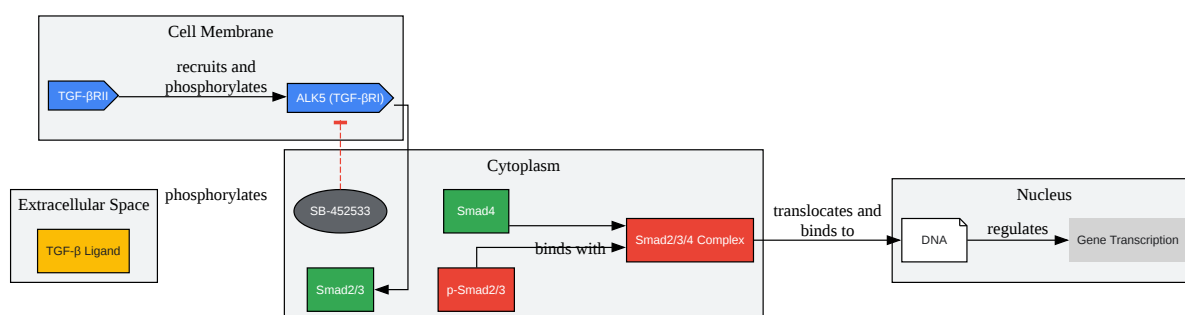 Cell Membrane
recruits and
phosphorylates
TGF-βRII
ALK5 (TGF-βRI)
Cytoplasm
phosphorylates
Extracellular Space
TGF-β Ligand
SB-452533
Smad4
Smad2/3/4 Complex
binds with
Smad2/3
p-Smad2/3
translocates and
binds to
Nucleus
DNA
regulates
Gene Transcription